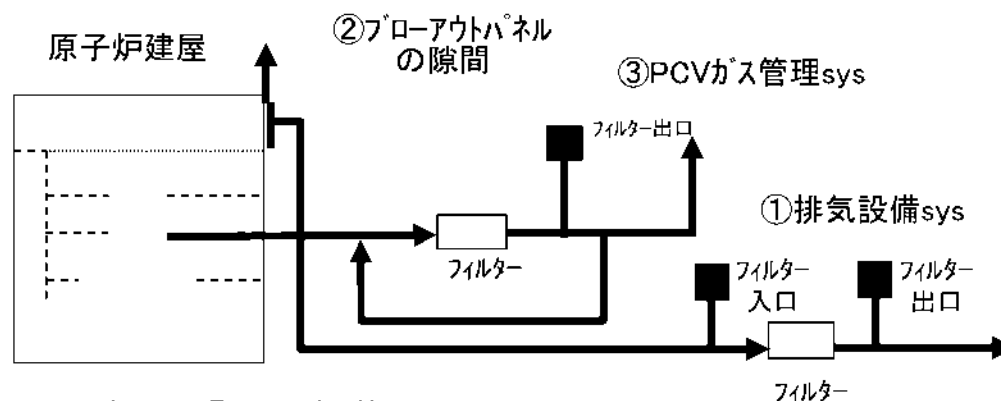 原子炉建屋
②ﾌﾞﾛｰｱｳﾄﾊﾟﾈﾙ
の隙間
③PCVｶﾞｽ管理sys
ﾌｨﾙﾀｰ出口
①排気設備sys
ﾌｨﾙﾀｰ
ﾌｨﾙﾀｰ
入口
ﾌｨﾙﾀｰ
出口
ﾌｨﾙﾀｰ